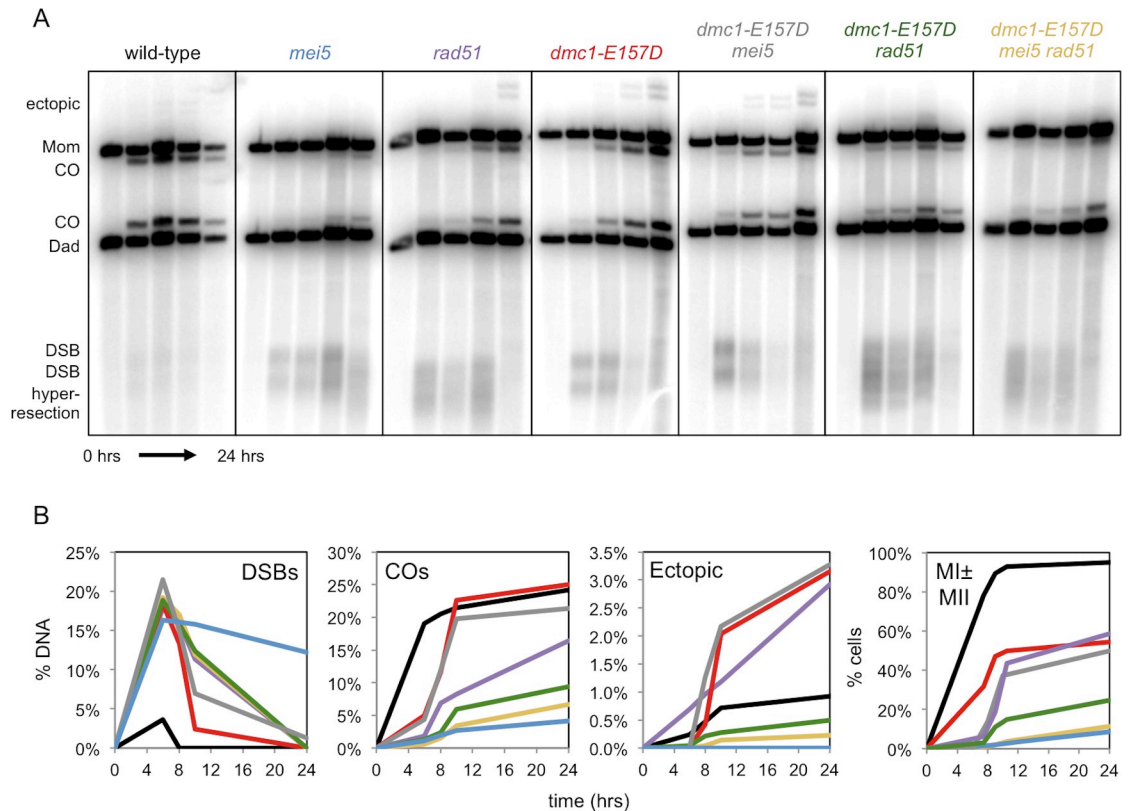 A
wild-type
mei5
rad51
dmc1-E157D
dmc1-E157D
mei5
dmc1-E157D
rad51
dmc1-E157D
mei5 rad51
ectopic
Mom
CO
CO
Dad
DSB
DSB
hyper-
resection
0 hrs
24 hrs
B
25%
20%
15%
10%
5%
0%
% DNA
DSBs
0 4 8 12 16 20 24
30%
25%
20%
15%
10%
5%
0%
COs
0 4 8 12 16 20 24
3.5%
3.0%
2.5%
2.0%
1.5%
1.0%
0.5%
0.0%
Ectopic
0 4 8 12 16 20 24
100%
80%
60%
40%
20%
0%
% cells
MI±
MII
0 4 8 12 16 20 24
time (hrs)